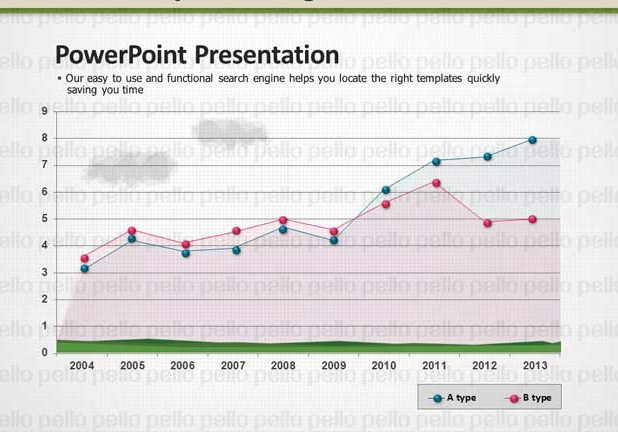 PowerPoint Presentation
• Our easy to use and functional search engine helps you locate the right templates quickly
saving you time
9
8
7
6
5
4
3
2
1
0
2004 2005 2006 2007 2008 2009 2010 2011 2012 2013
A type B type